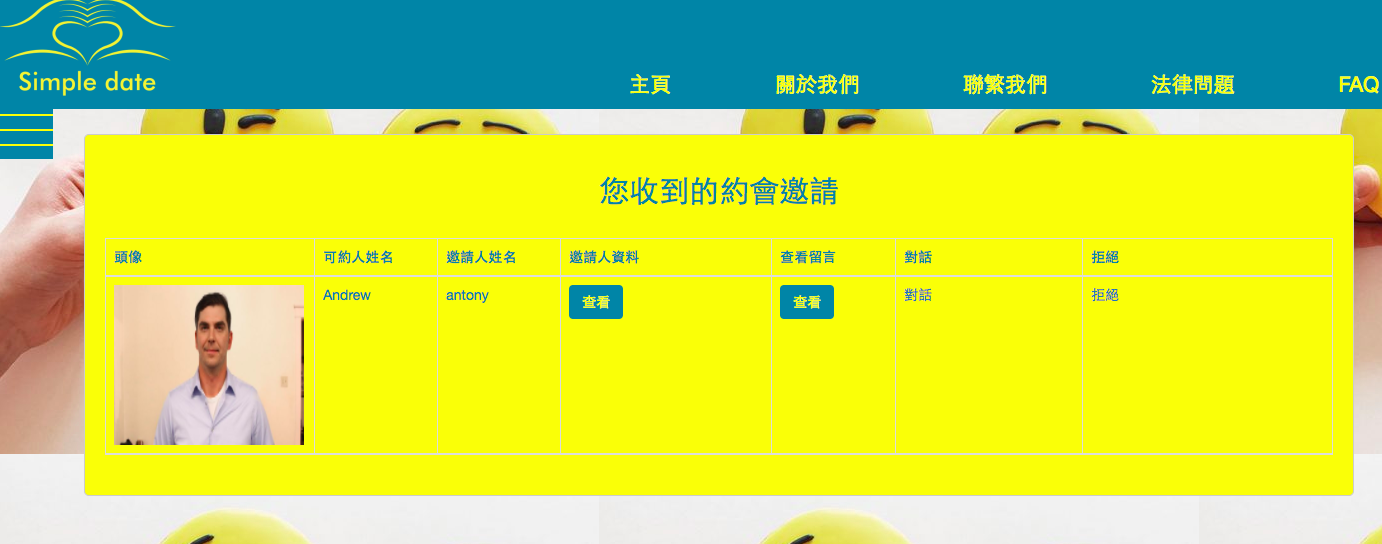 Simple date
主頁 關於我們 聯繁我們 法律問題 FAQ
您收到的約會邀請
頭像 可約人姓名 邀請人姓名 邀請人資料 查看留言 對話 拒絕
Andrew antony 查看 查看 對話 拒絕